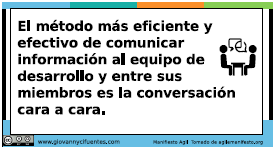 El método más eficiente y
efectivo de comunicar
información al equipo de
desarrollo y entre sus
miembros es la conversación
cara a cara.
www.giovannycifuentes.com
Manifiesto Agil Tomado de agilemanifesto.org